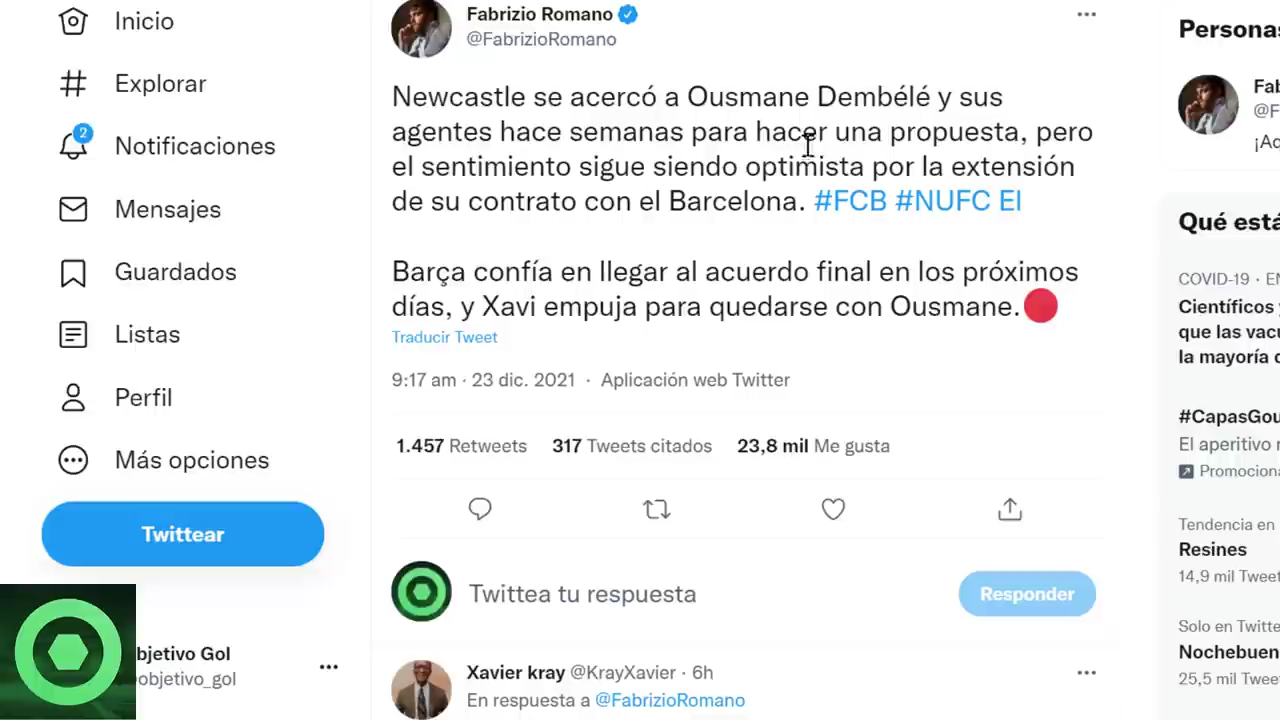 Inicio
Explorar
2
Notificaciones
Mensajes
Guardados
Listas
Perfil
Más opciones
Twittear
bjetivo Gol
objetivo_gol
Fabrizio Romano
@FabrizioRomano
Newcastle se acercó a Ousmane Dembélé y sus
agentes hace semanas para hacer una propuesta, pero
el sentimiento sigue siendo optimista por la extensión
de su contrato con el Barcelona. #FCB #NUFC El
Barça confía en llegar al acuerdo final en los próximos
días, y Xavi empuja para quedarse con Ousmane.
Traducir Tweet
9:17 am · 23 dic. 2021 · Aplicación web Twitter
1.457 Retweets 317 Tweets citados 23,8 mil Me gusta
Twittea tu respuesta
Responder
Xavier kray @KrayXavier · 6h
En respuesta a @FabrizioRomano
Personas
Fab
@F
¡Aq
Qué está
COVID-19 · EN
Científicos y
que las vacu
la mayoría d
#CapasGou
El aperitivo
Promociona
Tendencia en
Resines
14,9 mil Tweet
Solo en Twitte
Nochebuen
25,5 mil Tweet